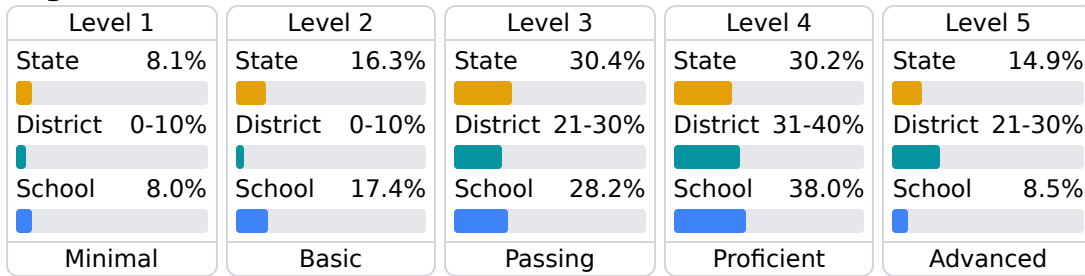 Level 1
State 8.1%
District 0-10%
School 8.0%
Minimal
Level 2
State 16.3%
District 0-10%
School 17.4%
Basic
Level 3
State 30.4%
District 21-30%
School 28.2%
Passing
Level 4
State 30.2%
District 31-40%
School 38.0%
Proficient
Level 5
State 14.9%
District 21-30%
School 8.5%
Advanced